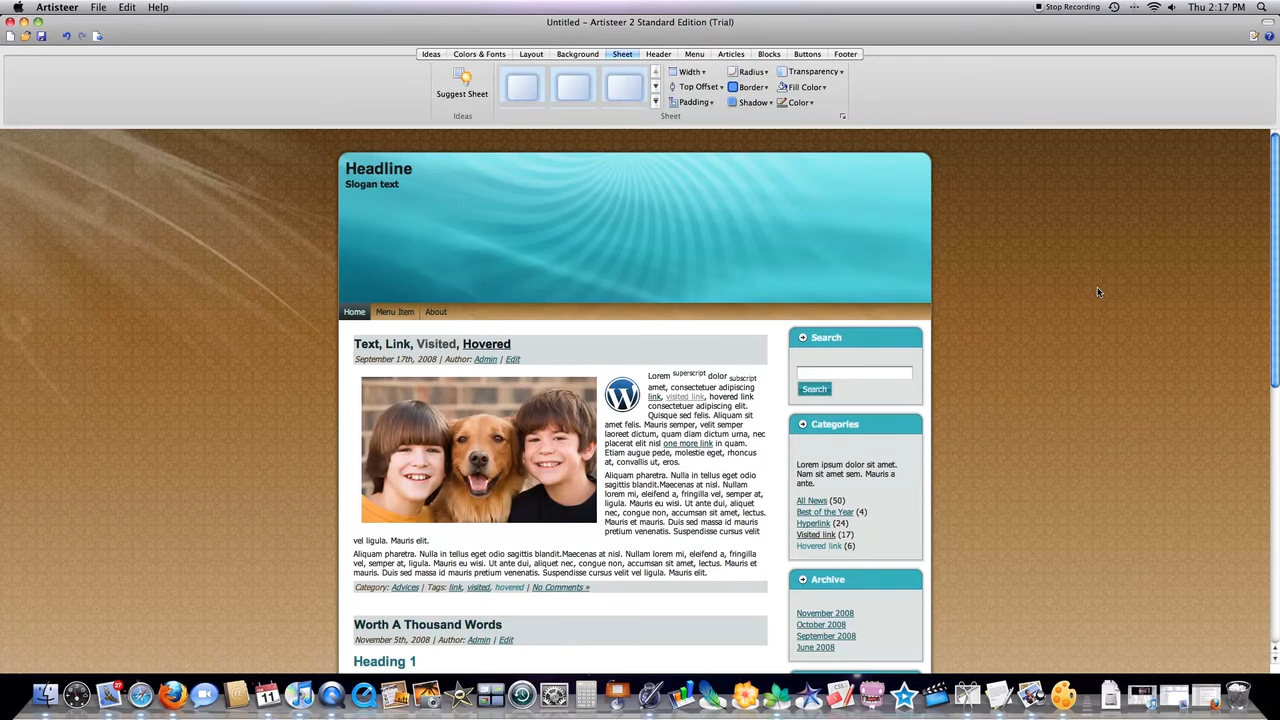 Artisteer File Edit Help
Stop Recording Thu 2:17 PM
Untitled - Artisteer 2 Standard Edition (Trial)
Ideas Colors & Fonts Layout Background Sheet Header Menu Articles Blocks Buttons Footer
Suggest Sheet
Width Radius Transparency
Top Offset Border Fill Color
Padding Shadow Color
Ideas Sheet
Headline
Slogan text
Home Menu Item About
Text, Link, Visited, Hovered
September 17th, 2008 | Author: Admin | Edit
Lorem superscript dolor subscript
amet, consectetuer adipiscing
link, visited link, hovered link
consectetuer adipiscing elit.
Quisque sed felis. Aliquam sit
amet felis. Mauris semper, velit semper
laoreet dictum, quam diam dictum urna, nec
placerat elit nisl one more link in quam.
Etiam augue pede, molestie eget, rhoncus
at, convallis ut, eros.
Aliquam pharetra. Nulla in tellus eget odio
sagittis blandit.Maecenas at nisl. Nullam
lorem mi, eleifend a, fringilla vel, semper at,
ligula. Mauris eu wisi. Ut ante dui, aliquet
nec, congue non, accumsan sit amet, lectus.
Mauris et mauris. Duis sed massa id mauris
pretium venenatis. Suspendisse cursus velit
vel ligula. Mauris elit.
Aliquam pharetra. Nulla in tellus eget odio sagittis blandit.Maecenas at nisl. Nullam lorem mi, eleifend a, fringilla
vel, semper at, ligula. Mauris eu wisi. Ut ante dui, aliquet nec, congue non, accumsan sit amet, lectus. Mauris et
mauris. Duis sed massa id mauris pretium venenatis. Suspendisse cursus velit vel ligula. Mauris elit.
Category: Advices | Tags: link, visited, hovered | No Comments »
Worth A Thousand Words
November 5th, 2008 | Author: Admin | Edit
Heading 1
Search
Search
Categories
Lorem ipsum dolor sit amet.
Nam sit amet sem. Mauris a
ante.
All News (50)
Best of the Year (4)
Hyperlink (24)
Visited link (17)
Hovered link (6)
Archive
November 2008
October 2008
September 2008
June 2008